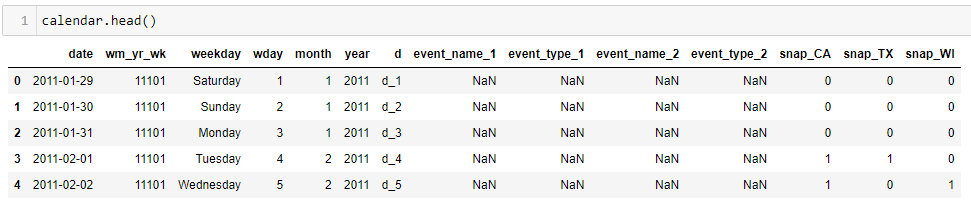 1 calendar.head()
date wm_yr_wk weekday wday month year d event_name_1 event_type_1 event_name_2 event_type_2 snap_CA snap_TX snap_WI
0 2011-01-29 11101 Saturday 1 1 2011 d_1 NaN NaN NaN NaN 0 0 0
1 2011-01-30 11101 Sunday 2 1 2011 d_2 NaN NaN NaN NaN 0 0 0
2 2011-01-31 11101 Monday 3 1 2011 d_3 NaN NaN NaN NaN 0 0 0
3 2011-02-01 11101 Tuesday 4 2 2011 d_4 NaN NaN NaN NaN 1 1 0
4 2011-02-02 11101 Wednesday 5 2 2011 d_5 NaN NaN NaN NaN 1 0 1